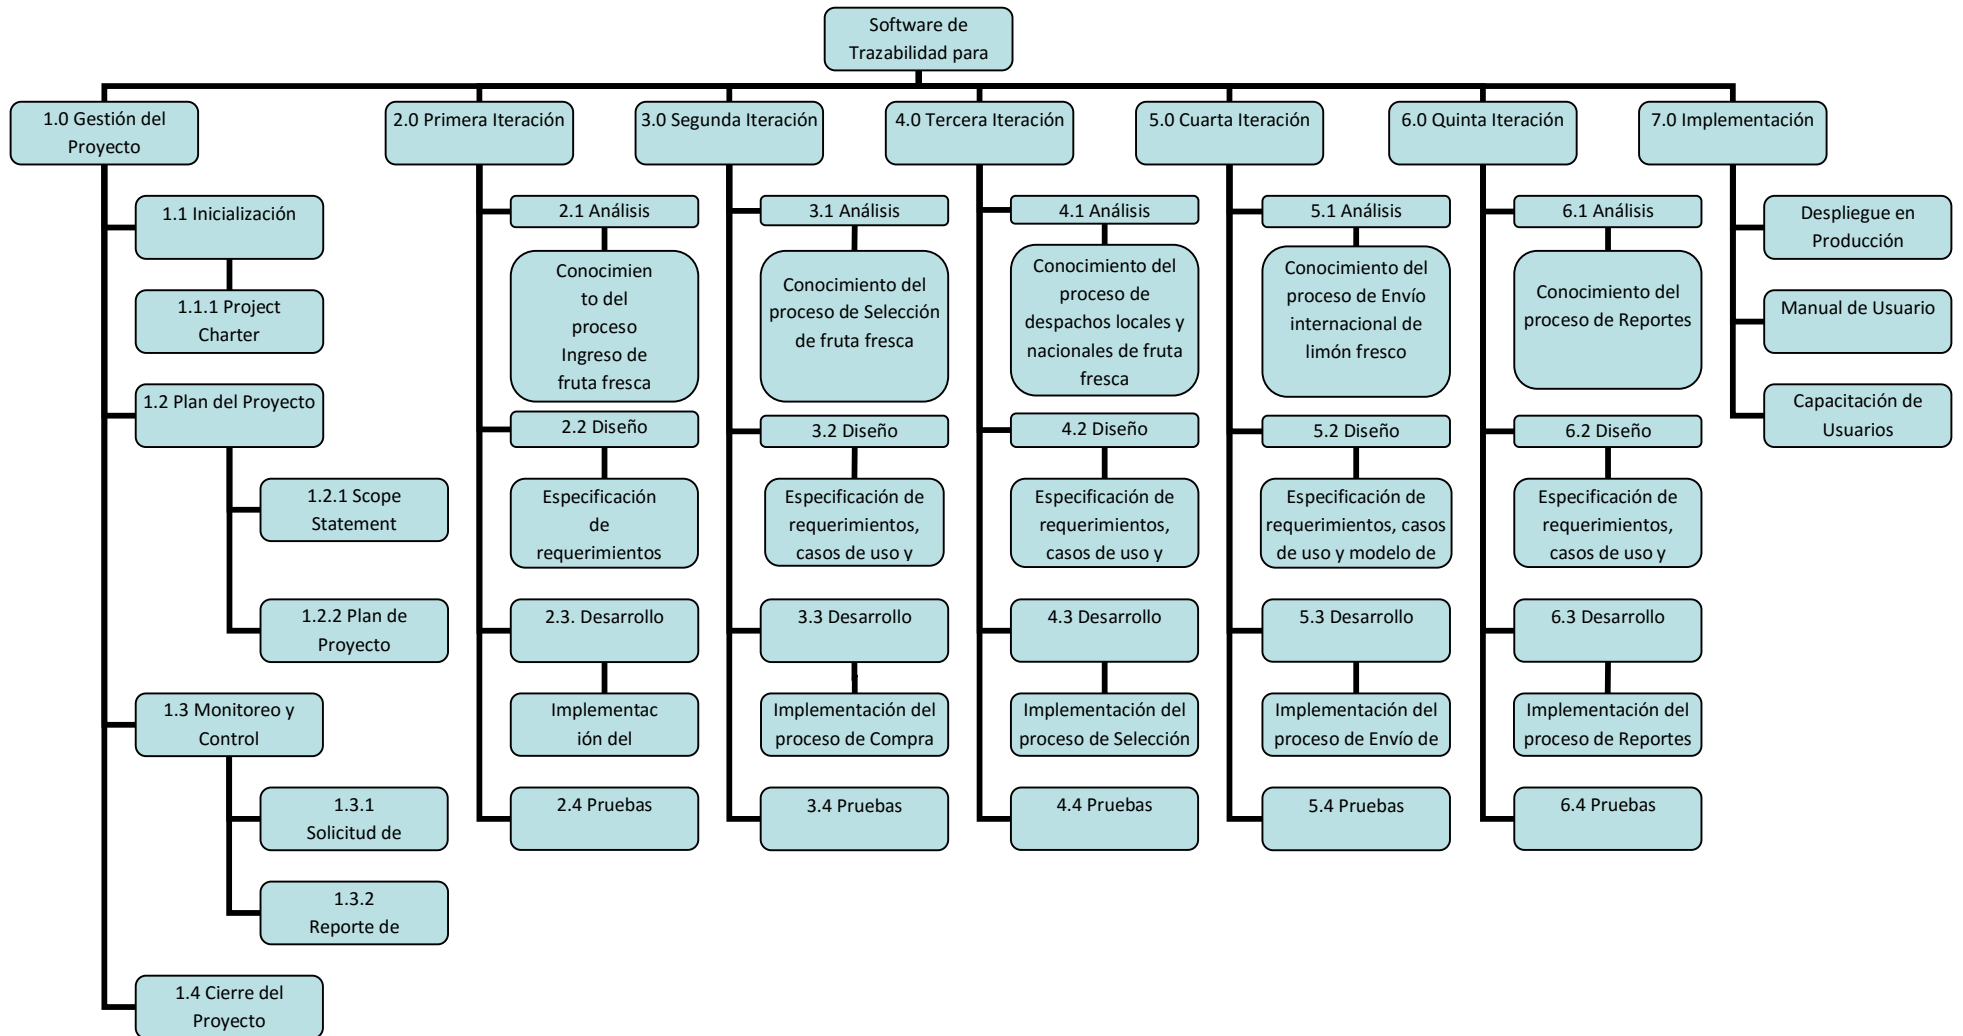 Software de
Trazabilidad para
1.0 Gestión del
Proyecto
1.1 Inicialización
1.1.1 Project
Charter
1.2 Plan del Proyecto
1.2.1 Scope
Statement
1.2.2 Plan de
Proyecto
1.3 Monitoreo y
Control
1.3.1
Solicitud de
1.3.2
Reporte de
1.4 Cierre del
Proyecto
2.0 Primera Iteración
2.1 Análisis
Conocimien
to del
proceso
Ingreso de
fruta fresca
2.2 Diseño
Especificación
de
requerimientos
2.3. Desarrollo
Implementac
ión del
2.4 Pruebas
3.0 Segunda Iteración
3.1 Análisis
Conocimiento del
proceso de Selección
de fruta fresca
3.2 Diseño
Especificación de
requerimientos,
casos de uso y
3.3 Desarrollo
Implementación del
proceso de Compra
3.4 Pruebas
4.0 Tercera Iteración
4.1 Análisis
Conocimiento del
proceso de
despachos locales y
nacionales de fruta
fresca
4.2 Diseño
Especificación de
requerimientos,
casos de uso y
4.3 Desarrollo
Implementación del
proceso de Selección
4.4 Pruebas
5.0 Cuarta Iteración
5.1 Análisis
Conocimiento del
proceso de Envío
internacional de
limón fresco
5.2 Diseño
Especificación de
requerimientos, casos
de uso y modelo de
5.3 Desarrollo
Implementación del
proceso de Envío de
5.4 Pruebas
6.0 Quinta Iteración
6.1 Análisis
Conocimiento del
proceso de Reportes
6.2 Diseño
Especificación de
requerimientos,
casos de uso y
6.3 Desarrollo
Implementación del
proceso de Reportes
6.4 Pruebas
7.0 Implementación
Despliegue en
Producción
Manual de Usuario
Capacitación de
Usuarios